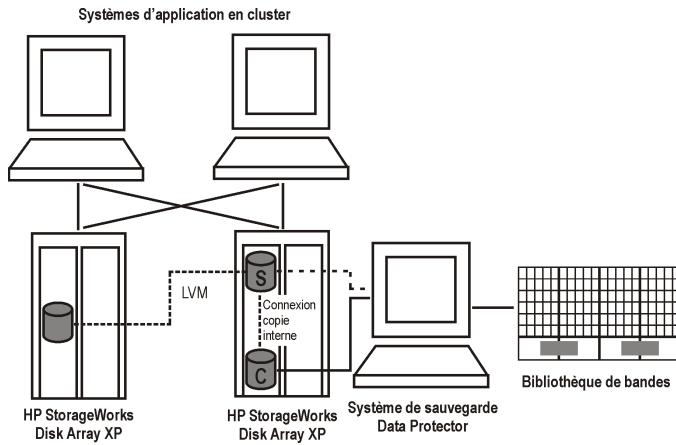 Systèmes d'application en cluster
LVM
S
Connexion
copie
interne
C
HP StorageWorks
Disk Array XP
HP StorageWorks
Disk Array XP
Système de sauvegarde
Data Protector
Bibliothèque de bandes